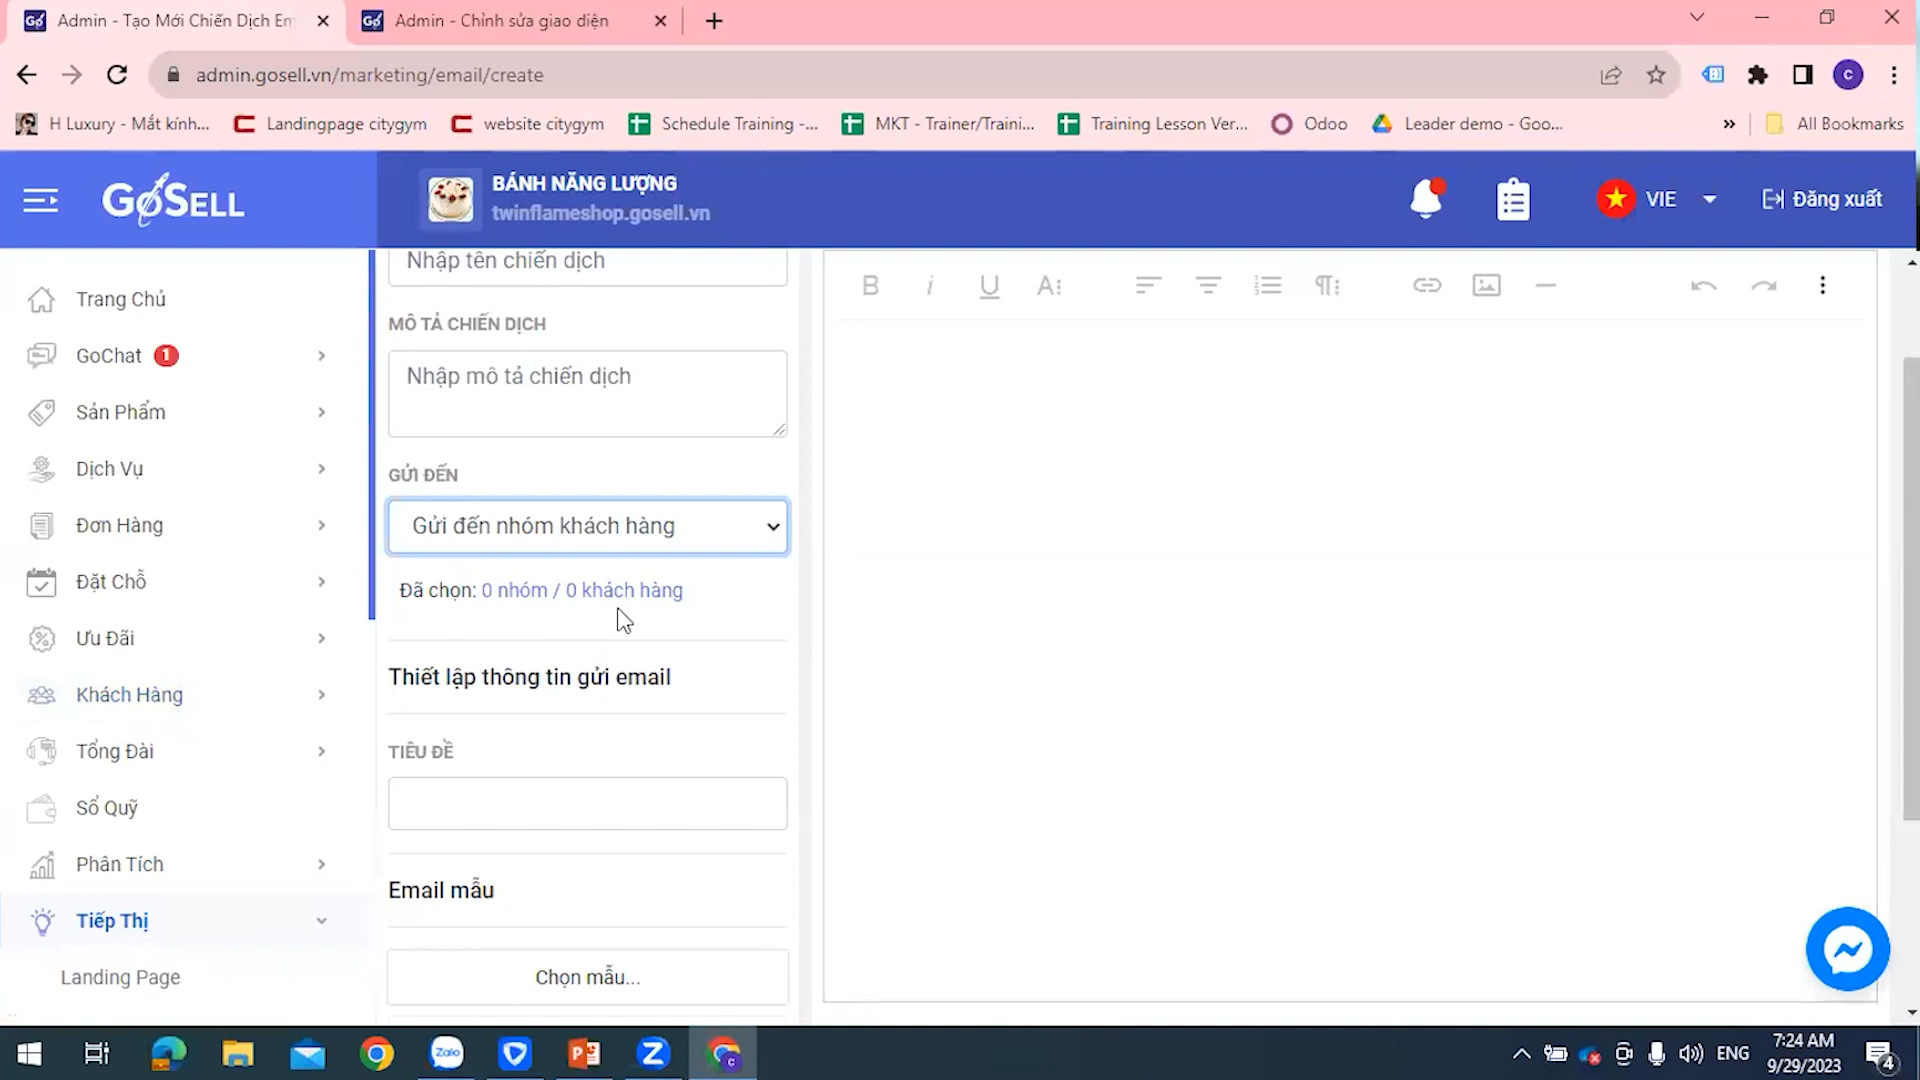 Admin - Tạo Mới Chiến Dịch Em
Admin - Chỉnh sửa giao diện
admin.gosell.vn/marketing/email/create
C
H Luxury - Mắt kính...
Landingpage citygym
website citygym
Schedule Training -...
MKT - Trainer/Traini...
Training Lesson Ver...
Odoo
Leader demo - Goo...
»
All Bookmarks
GOSELL
BÁNH NĂNG LƯỢNG
twinflameshop.gosell.vn
VIE
Đăng xuất
Trang Chủ
GoChat 1
Sản Phẩm
Dịch Vụ
Đơn Hàng
Đặt Chỗ
Ưu Đãi
Khách Hàng
Tổng Đài
Sổ Quỹ
Phân Tích
Tiếp Thị
Landing Page
Nhập tên chiến dịch
MÔ TẢ CHIẾN DỊCH
Nhập mô tả chiến dịch
GỬI ĐẾN
Gửi đến nhóm khách hàng
Đã chọn: 0 nhóm / 0 khách hàng
Thiết lập thông tin gửi email
TIÊU ĐỀ
Email mẫu
Chọn mẫu...
Zalo
ENG
7:24 AM
9/29/2023
4